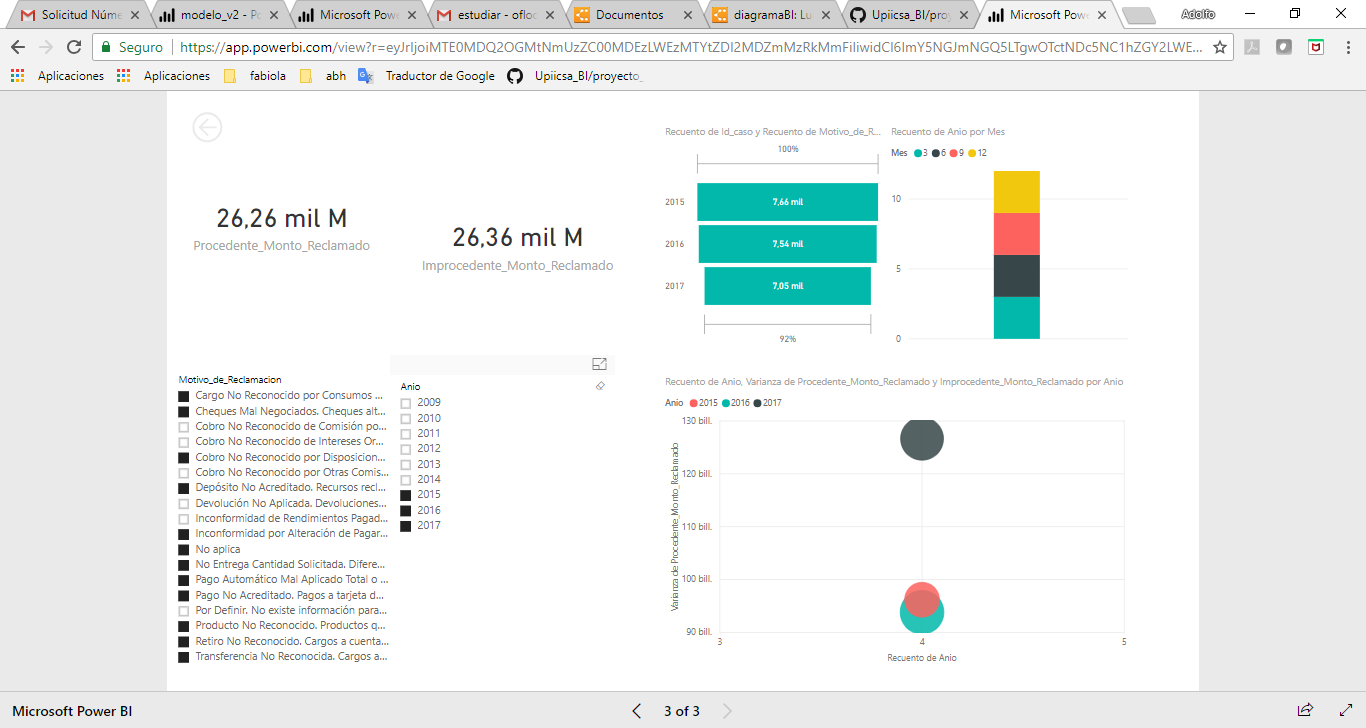 Solicitud Núme
modelo_v2 - Po
Microsoft Powe
estudiar - ofloc
Documentos
diagramaBI: Lu
Upiicsa_BI/proy
Microsoft Powe
Adolfo
Seguro
https://app.powerbi.com/view?r=eyJrIjoiMTE0MDQ2OGMtNmUzZC00MDEzLWEzMTYtZDI2MDZmMzRkMmFiIiwidCI6ImY5NGJmNGQ5LTgwOTctNDc5NC1hZGY2LWE...
Aplicaciones
Aplicaciones
fabiola
abh
Traductor de Google
Upiicsa_BI/proyecto_
26,26 mil M
Procedente_Monto_Reclamado
26,36 mil M
Improcedente_Monto_Reclamado
Recuento de Id_caso y Recuento de Motivo_de_R...
100%
2015
7,66 mil
2016
7,54 mil
2017
7,05 mil
92%
Recuento de Anio por Mes
Mes 3 6 9 12
10
5
0
Motivo_de_Reclamacion
Cargo No Reconocido por Consumos ...
Cheques Mal Negociados. Cheques alt...
Cobro No Reconocido de Comisión po...
Cobro No Reconocido de Intereses Or...
Cobro No Reconocido por Disposicion...
Cobro No Reconocido por Otras Comis...
Depósito No Acreditado. Recursos recl...
Devolución No Aplicada. Devoluciones...
Inconformidad de Rendimientos Pagad...
Inconformidad por Alteración de Pagar...
No aplica
No Entrega Cantidad Solicitada. Difere...
Pago Automático Mal Aplicado Total o ...
Pago No Acreditado. Pagos a tarjeta d...
Por Definir. No existe información para...
Producto No Reconocido. Productos q...
Retiro No Reconocido. Cargos a cuenta...
Transferencia No Reconocida. Cargos a...
Anio
2009
2010
2011
2012
2013
2014
2015
2016
2017
Recuento de Anio, Varianza de Procedente_Monto_Reclamado y Improcedente_Monto_Reclamado por Anio
Anio 2015 2016 2017
Varianza de Procedente_Monto_Reclamado
130 bill.
120 bill.
110 bill.
100 bill.
90 bill.
3
4
5
Recuento de Anio
Microsoft Power BI
3 of 3